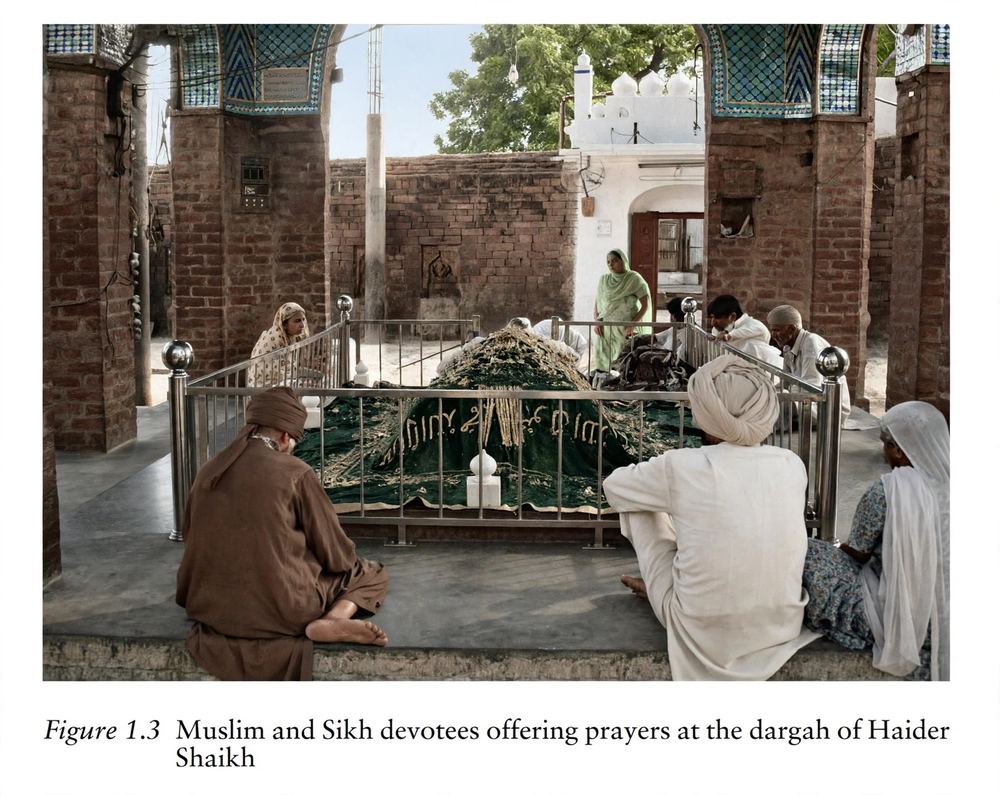 Figure 1.3 Muslim and Sikh devotees offering prayers at the dargah of Haider
Shaikh